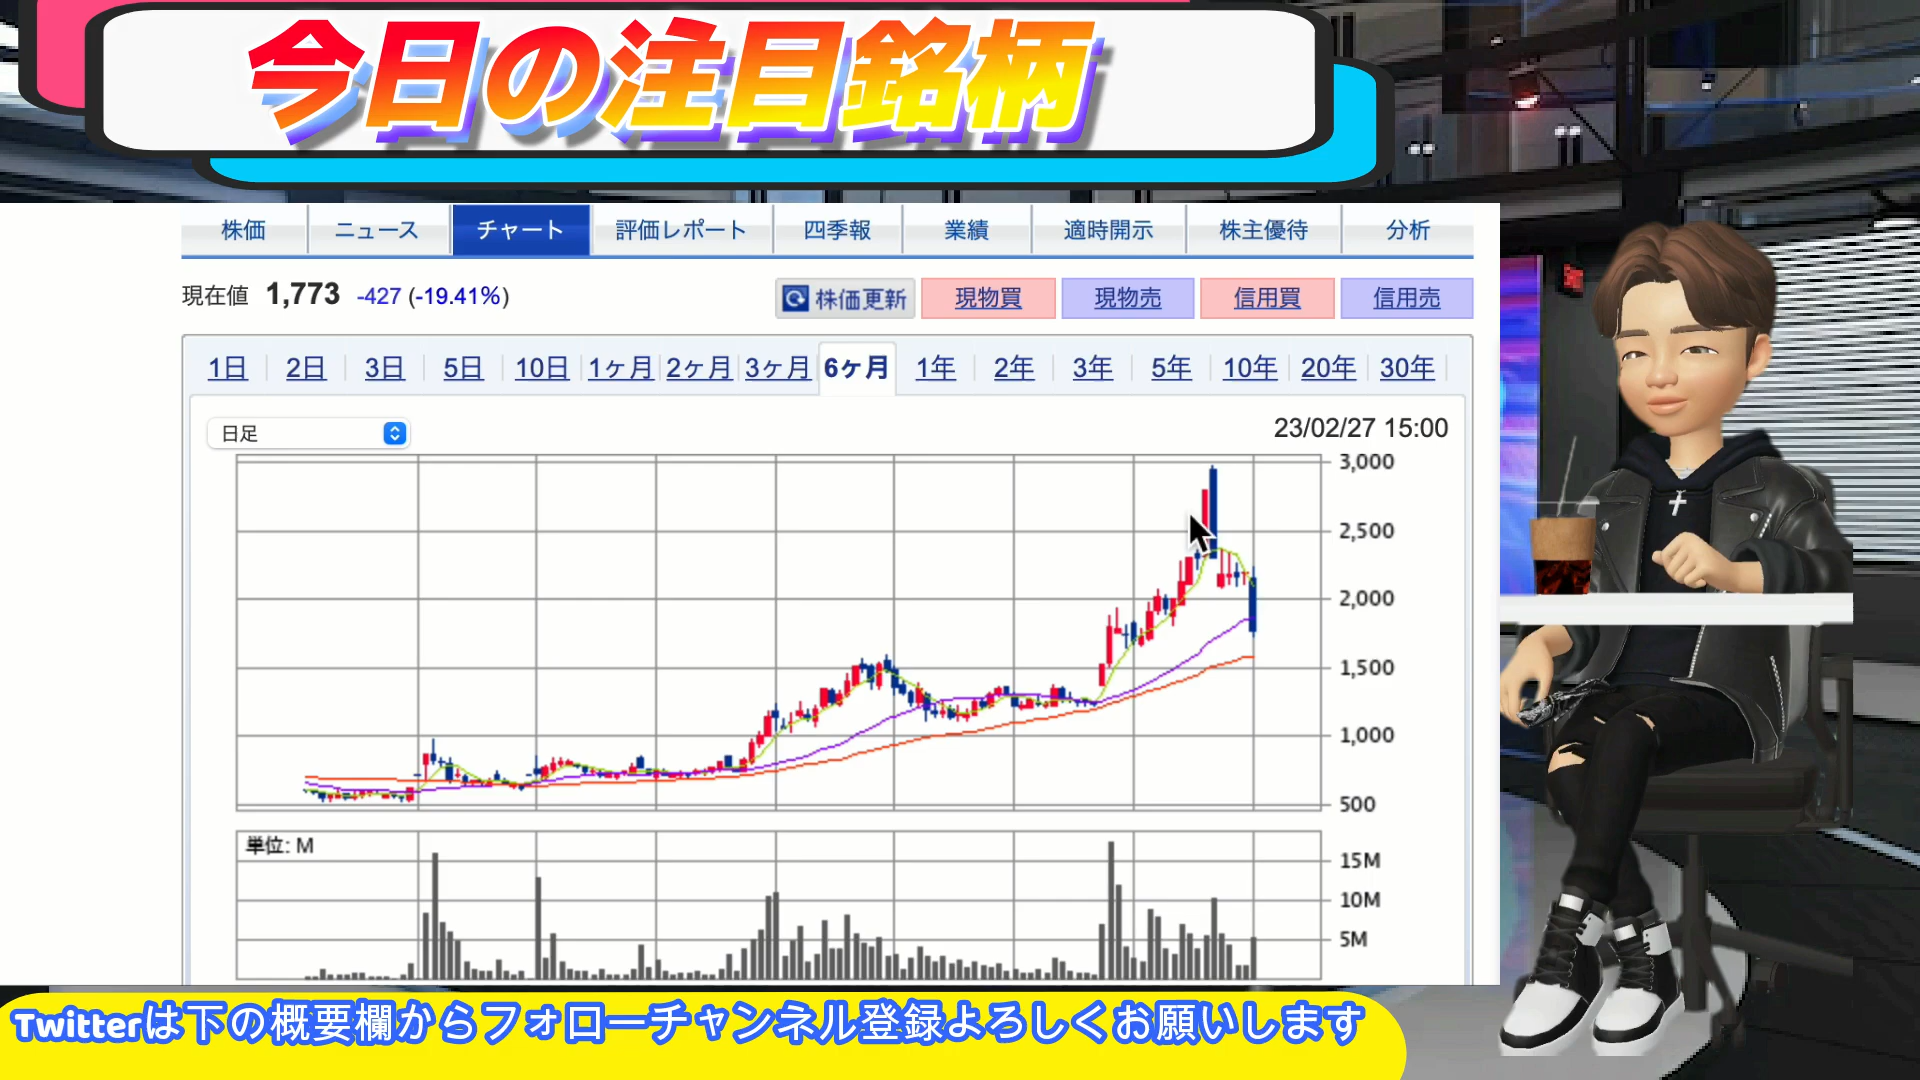 今日の注目銘柄
株価 ニュース チャート 評価レポート 四季報 業績 適時開示 株主優待 分析
現在値 1,773 -427 (-19.41%) 株価更新 現物買 現物売 信用買 信用売
1日 2日 3日 5日 10日 1ヶ月 2ヶ月 3ヶ月 6ヶ月 1年 2年 3年 5年 10年 20年 30年
日足 23/02/27 15:00
3,000
2,500
2,000
1,500
1,000
500
単位: M
15M
10M
5M
Twitterは下の概要欄からフォローチャンネル登録よろしくお願いします